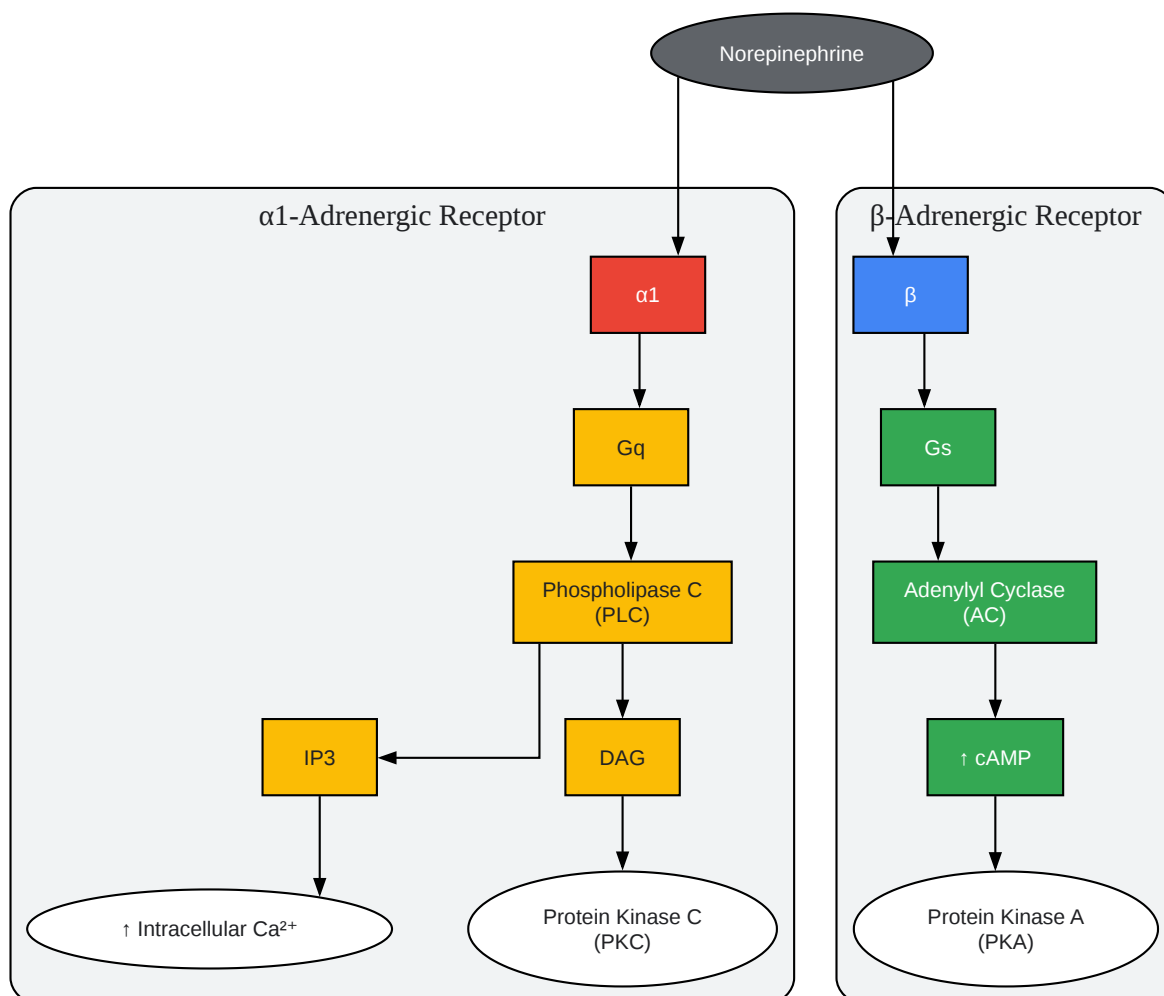 Norepinephrine
α1-Adrenergic Receptor
β-Adrenergic Receptor
α1
β
Gq
Gs
Phospholipase C
(PLC)
Adenylyl Cyclase
(AC)
IP3
DAG
↑ cAMP
↑ Intracellular Ca²⁺
Protein Kinase C
(PKC)
Protein Kinase A
(PKA)